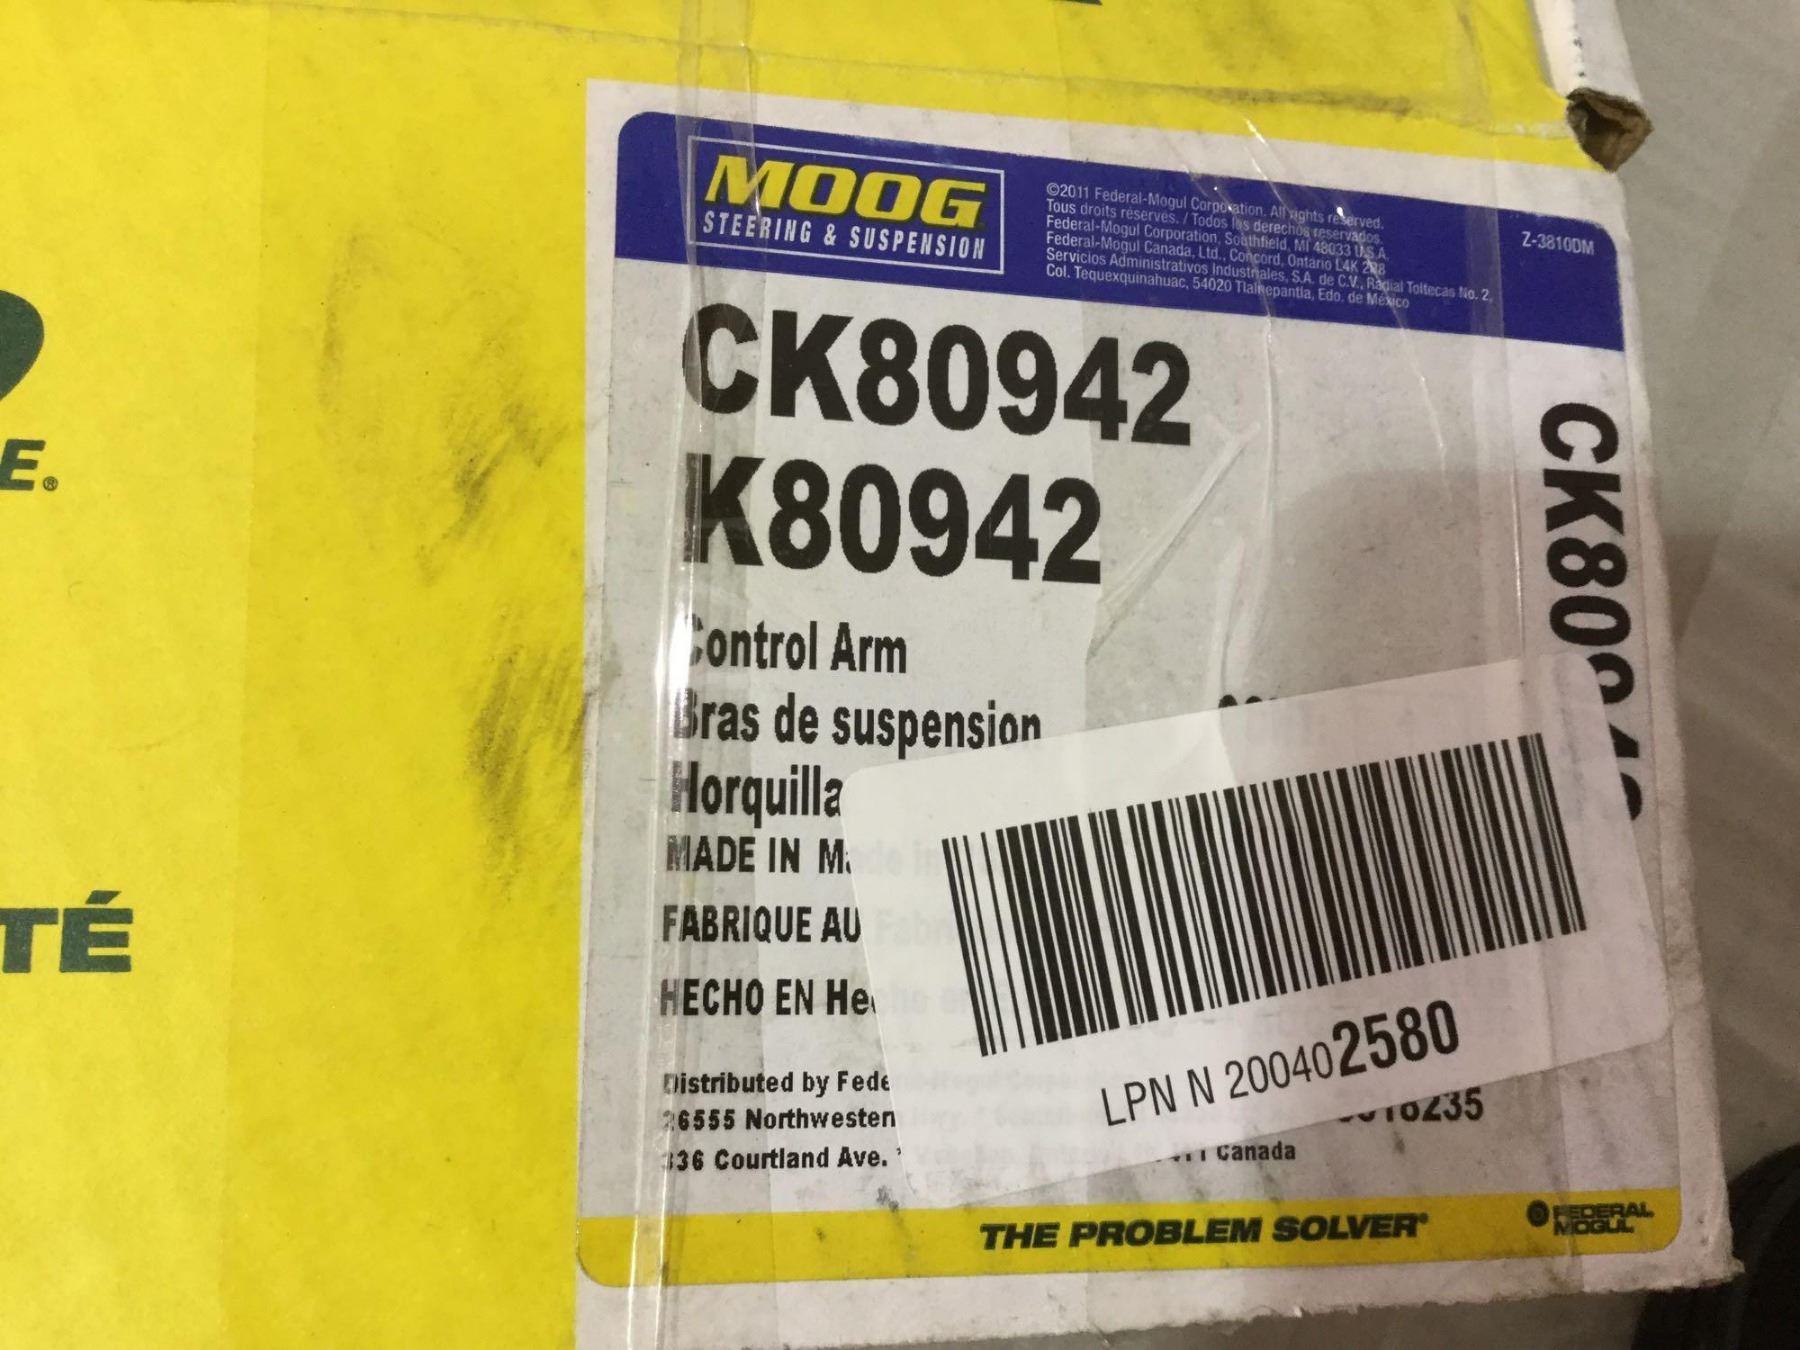 MOOG
STEERING & SUSPENSION
©2011 Federal-Mogul Corporation. All rights reserved.
Tous droits réservés. / Todos los derechos reservados.
Federal-Mogul Corporation, Southfield, MI 48033 U.S.A.
Federal-Mogul Canada, Ltd., Concord, Ontario L4K
Servicios Administrativos Industriales, S.A. de C.V., Radial Toltecas No. 2,
Col. Tequexquinahuac, 54020 Tlalnepantla, Edo. de México
Z-3810DM
CK80942
K80942
CK80942
Control Arm
Bras de suspension
Horquilla
MADE IN
FABRIQUE AU
HECHO EN
Distributed by Fede
26555 Northwestern
336 Courtland Ave.
Canada
LPN N 200402580
THE PROBLEM SOLVER®
FEDERAL
MOGUL
E®
TÉ